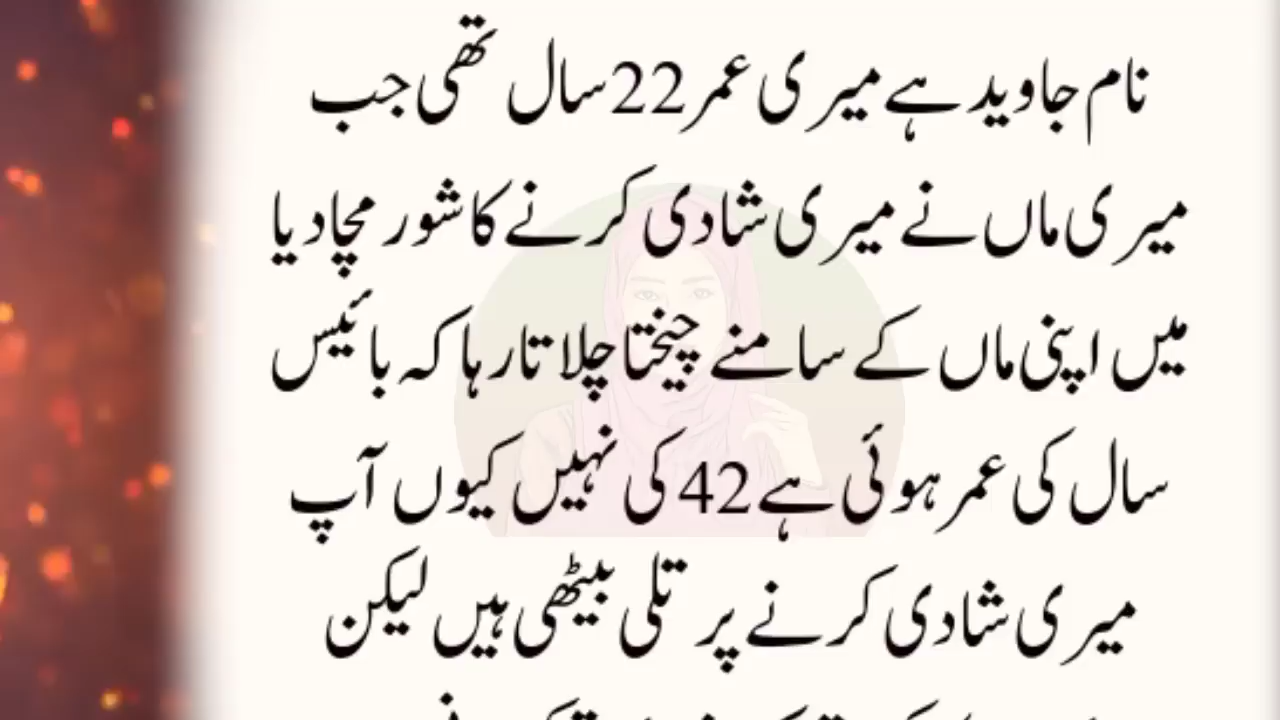 نام جاوید ہے میری عمر 22 سال تھی جب
میری ماں نے میری شادی کرنے کا شور مچا دیا
میں اپنی ماں کے سامنے چیختا چلاتا رہا کہ بائیس
سال کی عمر ہوئی ہے 42 کی نہیں کیوں آپ
میری شادی کرنے پر تلی بیٹھی ہیں لیکن